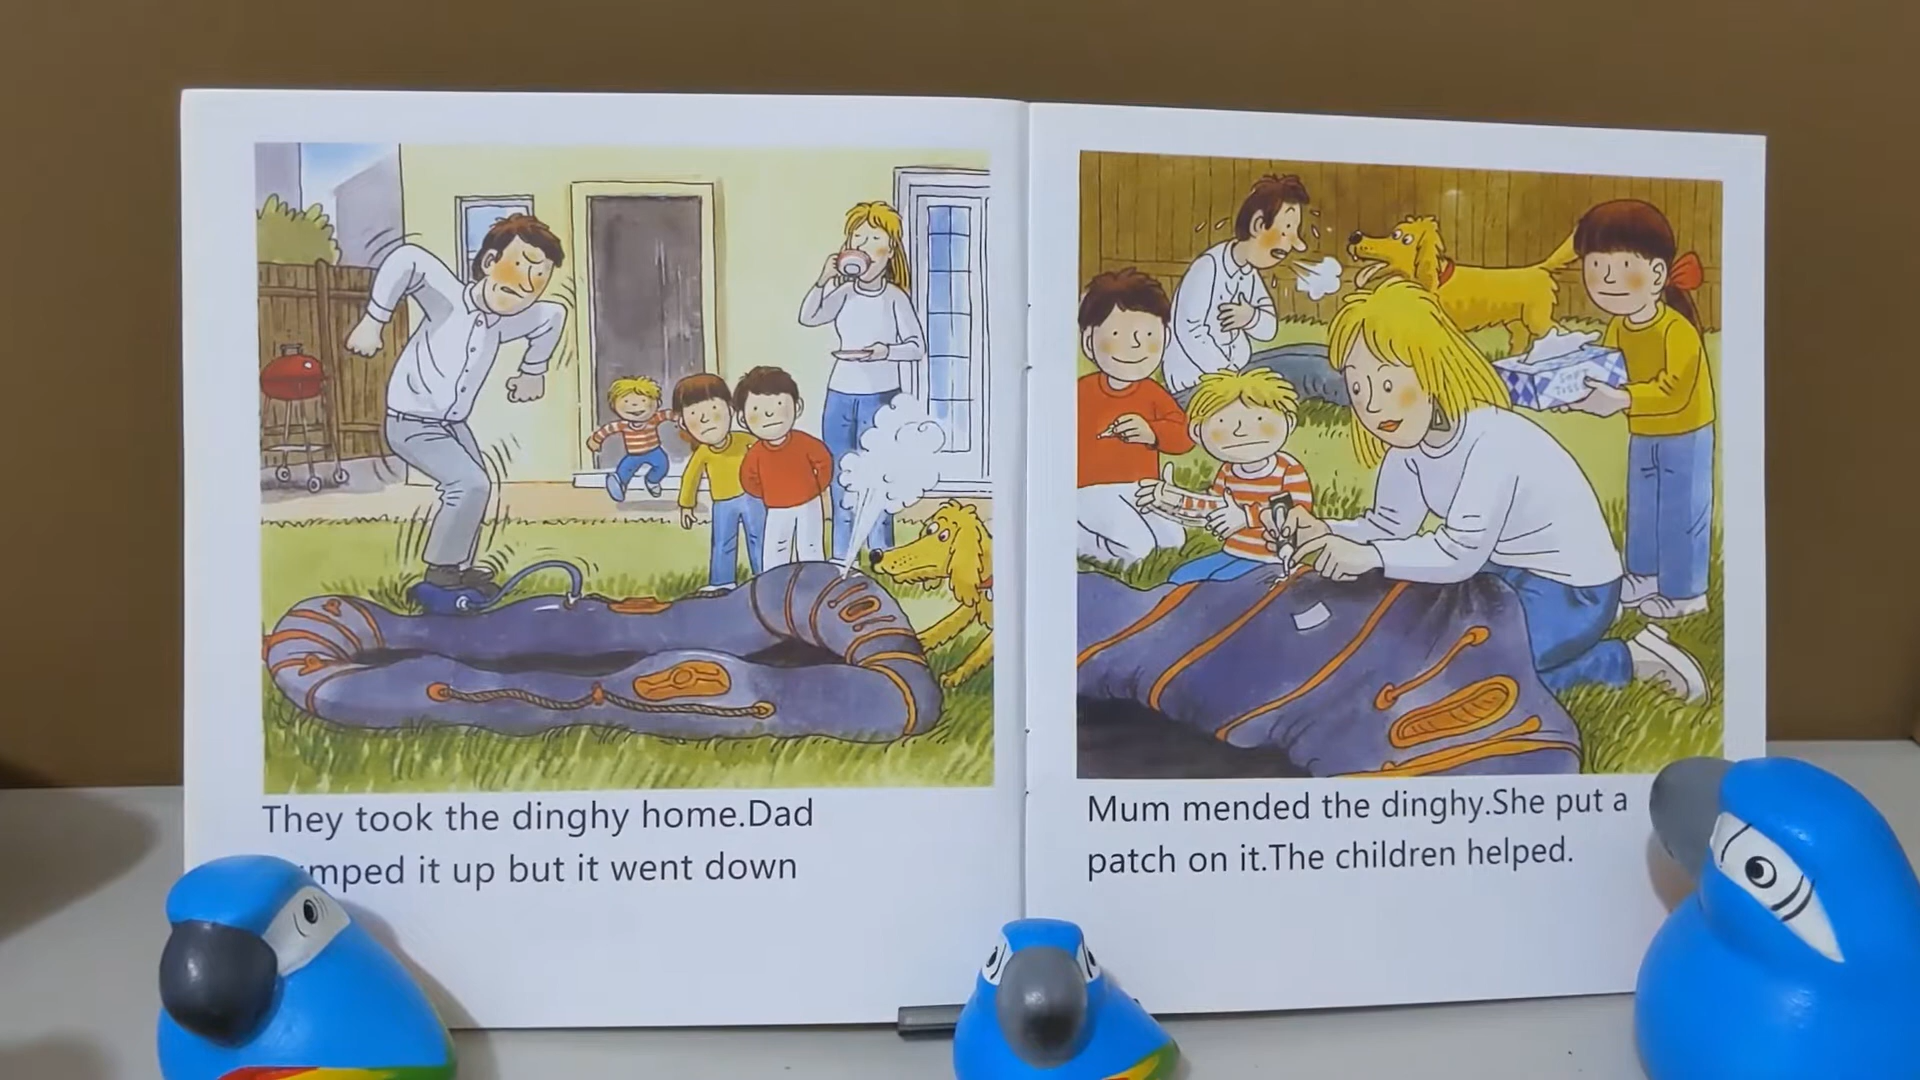 They took the dinghy home.Dad
it up but it went down
Mum mended the dinghy.She put a
patch on it.The children helped.